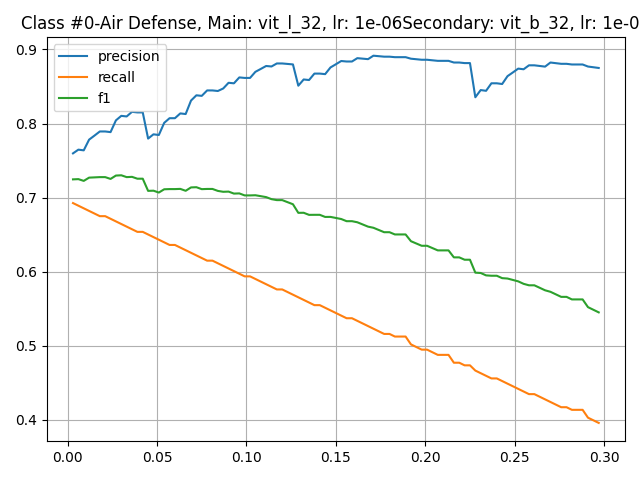 Class #0-Air Defense, Main: vit_l_32, lr: 1e-06Secondary: vit_b_32, lr: 1e-0
precision
recall
f1
0.9
0.8
0.7
0.6
0.5
0.4
0.00 0.05 0.10 0.15 0.20 0.25 0.30